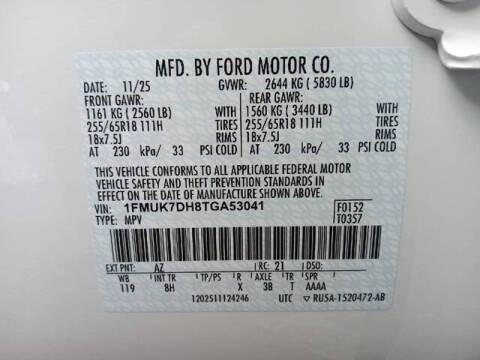 MFD. BY FORD MOTOR CO.
DATE: 11/25 GVWR: 2644 KG ( 5830 LB)
FRONT GAWR: REAR GAWR:
1161 KG ( 2560 LB) WITH 1560 KG ( 3440 LB) WITH
255/65R18 111H TIRES 255/65R18 111H TIRES
18x7.5J RIMS 18x7.5J RIMS
AT 230 kPa/ 33 PSI COLD AT 230 kPa/ 33 PSI COLD
THIS VEHICLE CONFORMS TO ALL APPLICABLE FEDERAL MOTOR
VEHICLE SAFETY AND THEFT PREVENTION STANDARDS IN
EFFECT ON THE DATE OF MANUFACTURE SHOWN ABOVE.
VIN: 1FMUK7DH8TGA53041 F0152
TYPE: MPV T0357
EXT PNT: AZ RC: 21 DSO:
WB INT TR TP/PS R AXLE TR SPR
119 8H X 3B T AAAA
1202511124246 UTC RU5A-1520472-AB